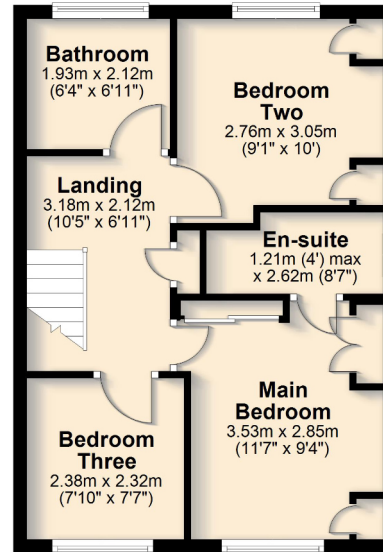 Bathroom
1.93m x 2.12m
(6'4" x 6'11")
Bedroom
Two
2.76m x 3.05m
(9'1" x 10')
Landing
3.18m x 2.12m
(10'5" x 6'11")
En-suite
1.21m (4') max
x 2.62m (8'7")
Main
Bedroom
3.53m x 2.85m
(11'7" x 9'4")
Bedroom
Three
2.38m x 2.32m
(7'10" x 7'7")